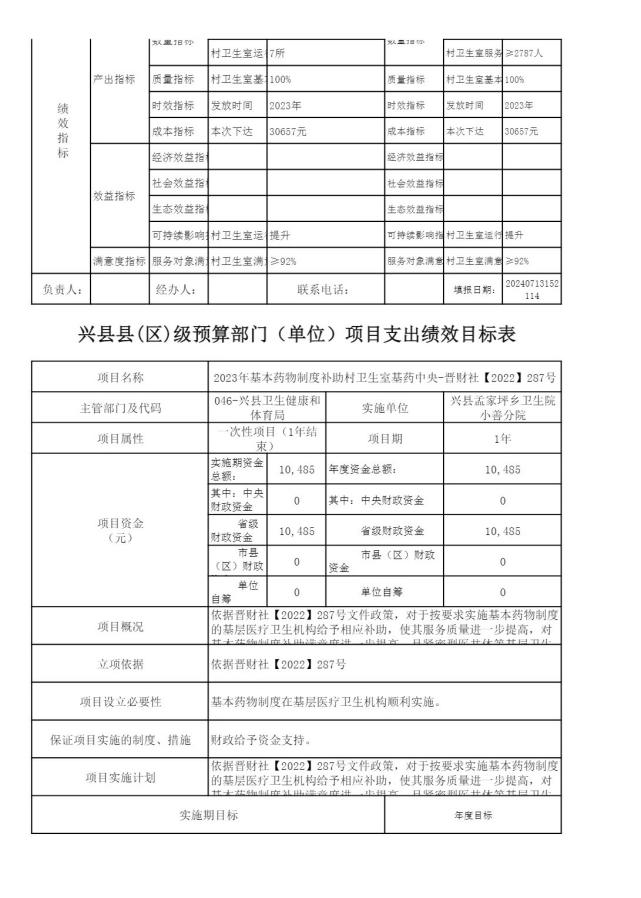 村卫生室运 7所 村卫生室服务 ≥2787人
产出指标 质量指标 村卫生室基 100% 质量指标 村卫生室基本 100%
时效指标 发放时间 2023年 时效指标 发放时间 2023年
成本指标 本次下达 30657元 成本指标 本次下达 30657元
绩效指标
经济效益指标 经济效益指标
社会效益指标 社会效益指标
效益指标
生态效益指标 生态效益指标
可持续影响 村卫生室运 提升 可持续影响指 村卫生室运行 提升
满意度指标 服务对象满 村卫生室满 ≥92% 服务对象满意 村卫生室满意 ≥92%
负责人: 经办人: 联系电话: 填报日期: 20240713152
114
兴县县(区)级预算部门（单位）项目支出绩效目标表
项目名称 2023年基本药物制度补助村卫生室基药中央-晋财社【2022】287号
主管部门及代码 046-兴县卫生健康和
体育局 实施单位 兴县孟家坪乡卫生院
小善分院
项目属性 一次性项目（1年结
束） 项目期 1年
项目资金
（元）
实施期资金
总额: 10,485 年度资金总额: 10,485
其中: 中央
财政资金 0 其中: 中央财政资金 0
省级
财政资金 10,485 省级财政资金 10,485
市县
（区）财政 0 市县（区）财政
资金 0
单位
自筹 0 单位自筹 0
项目概况 依据晋财社【2022】287号文件政策，对于按要求实施基本药物制度
的基层医疗卫生机构给予相应补助，使其服务质量进一步提高，对
立项依据 依据晋财社【2022】287号
项目设立必要性 基本药物制度在基层医疗卫生机构顺利实施。
保证项目实施的制度、措施 财政给予资金支持。
项目实施计划 依据晋财社【2022】287号文件政策，对于按要求实施基本药物制度
的基层医疗卫生机构给予相应补助，使其服务质量进一步提高，对
实施期目标 年度目标